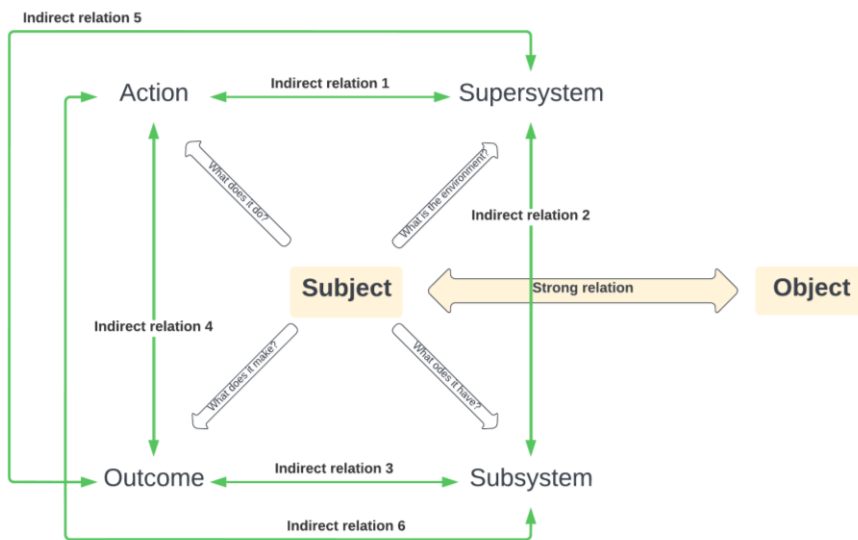 Indirect relation 5
Action
Indirect relation 1
Supersystem
What does it do?
What is the environment?
Indirect relation 2
Subject
Strong relation
Object
Indirect relation 4
What does it make?
What odes it have?
Outcome
Indirect relation 3
Subsystem
Indirect relation 6